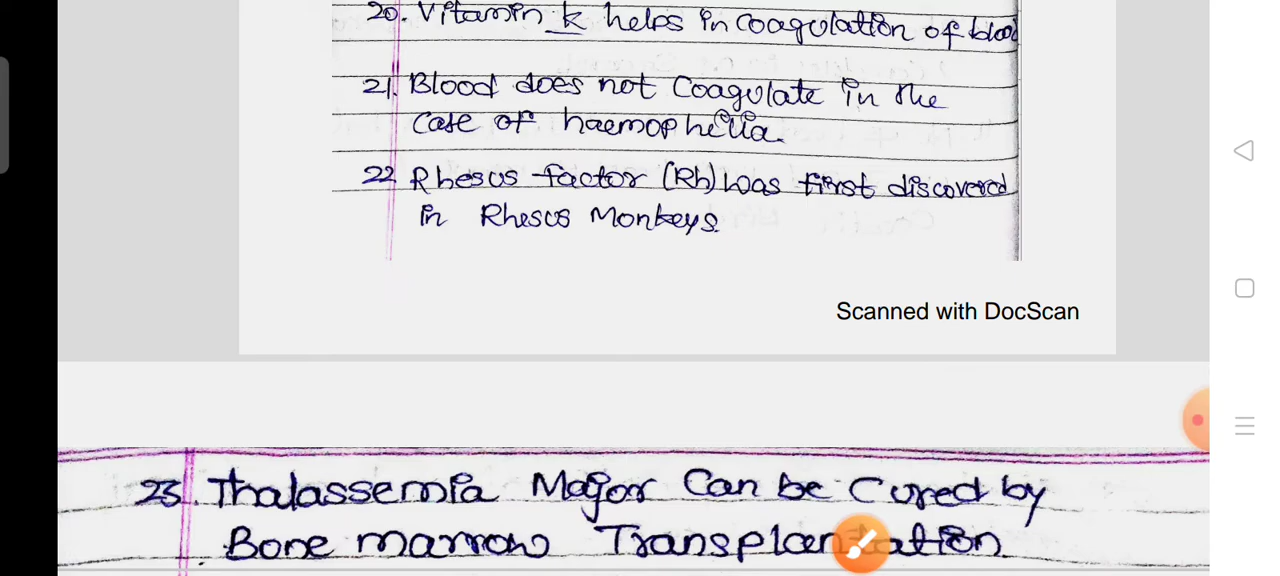 20. Vitamin k helps in coagulation of blood
21. Blood does not Coagulate in the
case of haemophelia.
22 Rhesus factor (Rh) was first discovered
in Rhesus Monkeys.
Scanned with DocScan
23. Thalassemia Major Can be Cured by
Bone marrow Transplantation